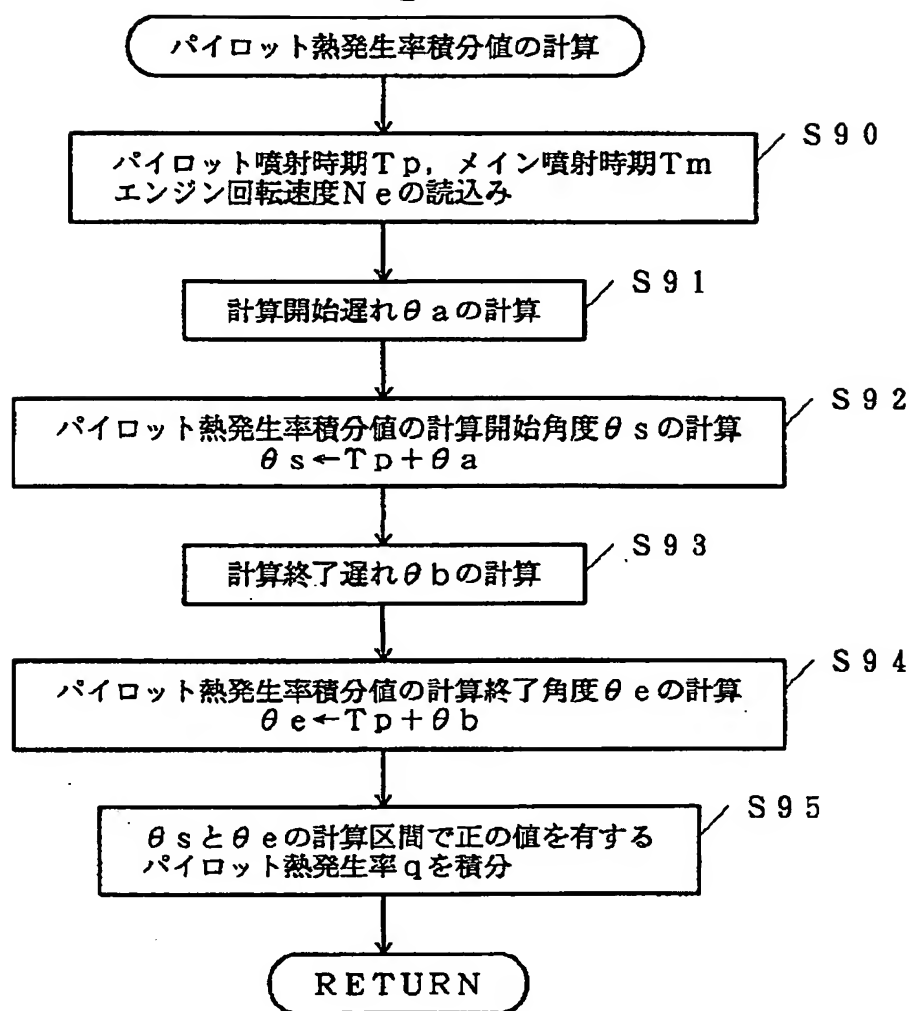 パイロット熱発生率積分値の計算
S90
パイロット噴射時期Tp，メイン噴射時期Tm
エンジン回転速度Neの読込み
S91
計算開始遅れθaの計算
S92
パイロット熱発生率積分値の計算開始角度θsの計算
θs←Tp+θa
S93
計算終了遅れθbの計算
S94
パイロット熱発生率積分値の計算終了角度θeの計算
θe←Tp+θb
S95
θsとθeの計算区間で正の値を有する
パイロット熱発生率qを積分
RETURN